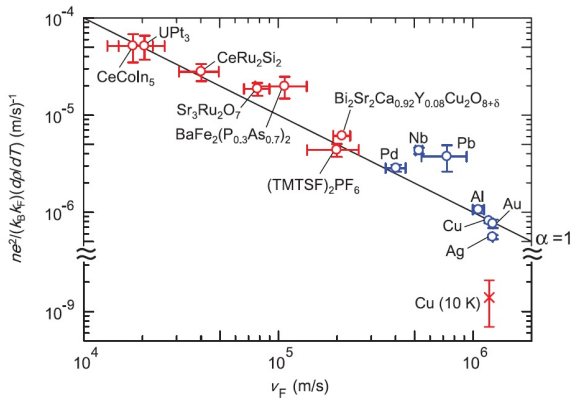 10⁻⁴
UPt₃
CeRu₂Si₂
CeCoIn₅
10⁻⁵
Sr₃Ru₂O₇
Bi₂Sr₂Ca₀.₉₂Y₀.₀₈Cu₂O₈₊δ
BaFe₂(P₀.₃As₀.₇)₂
Nb
Pb
Pd
(TMTSF)₂PF₆
10⁻⁶
Al
Au
Cu
α = 1
Ag
10⁻⁹
Cu (10 K)
10⁴
10⁵
10⁶
v_F (m/s)
ne²/(k_Bk_F)(dρ/dT) (m/s)⁻¹